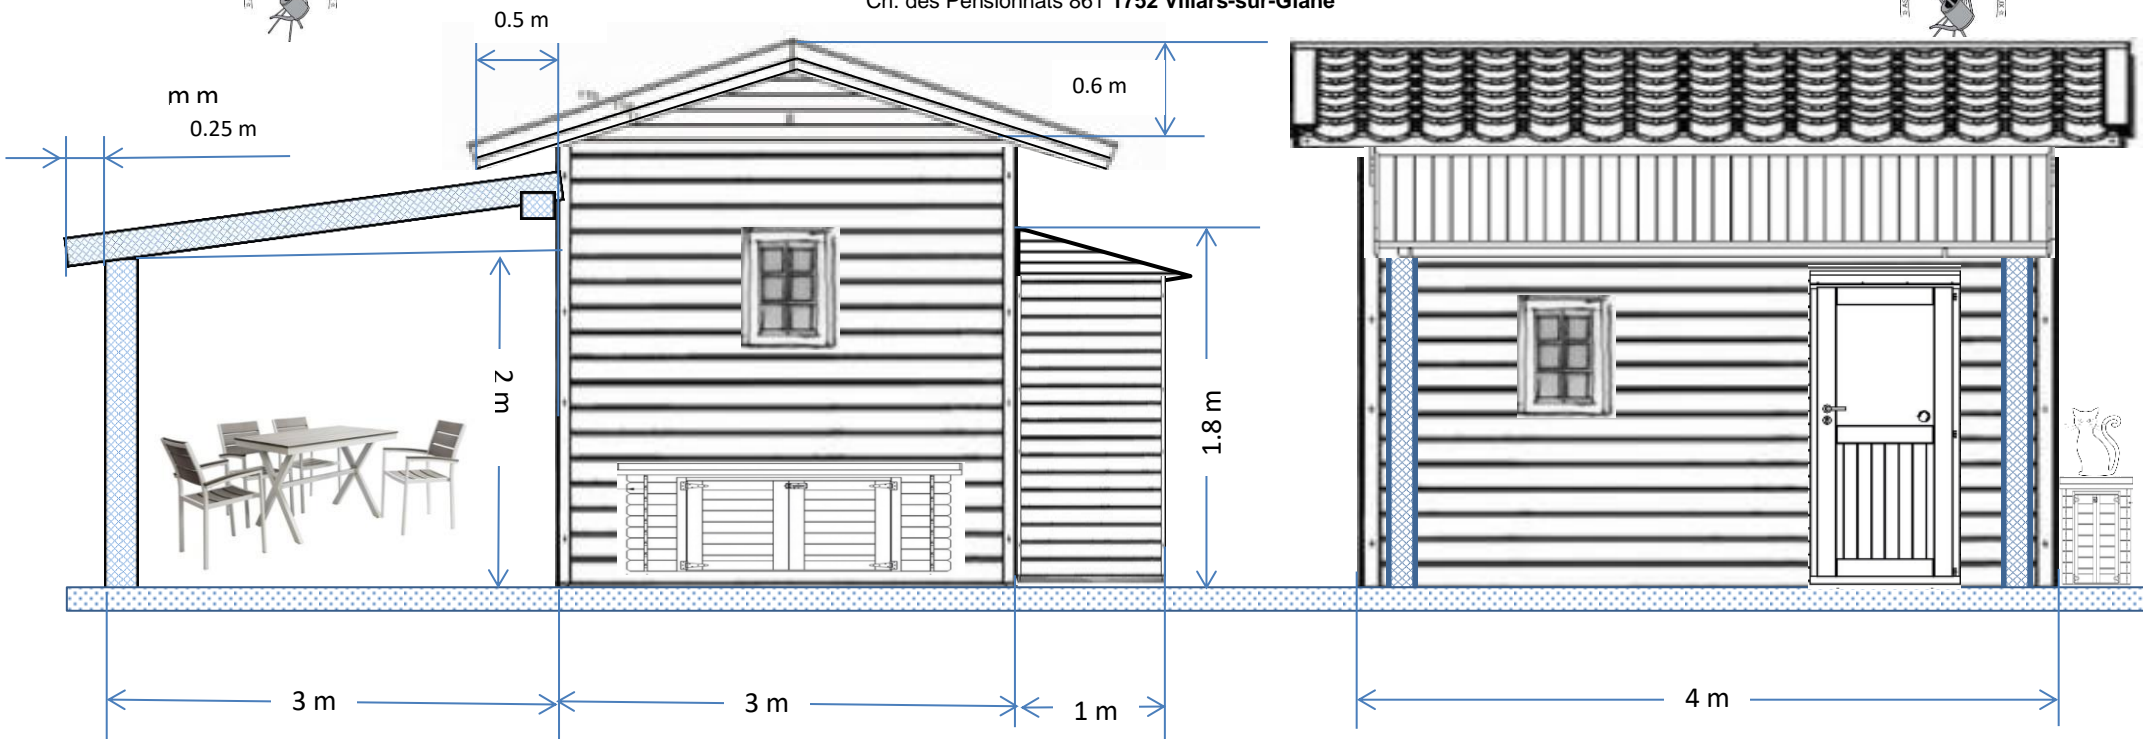 Ch. des Pensionnats 861 1752 Villars-sur-Glâne
0.5 m
0.6 m
m m
0.25 m
2 m
1.8 m
3 m
3 m
1 m
4 m